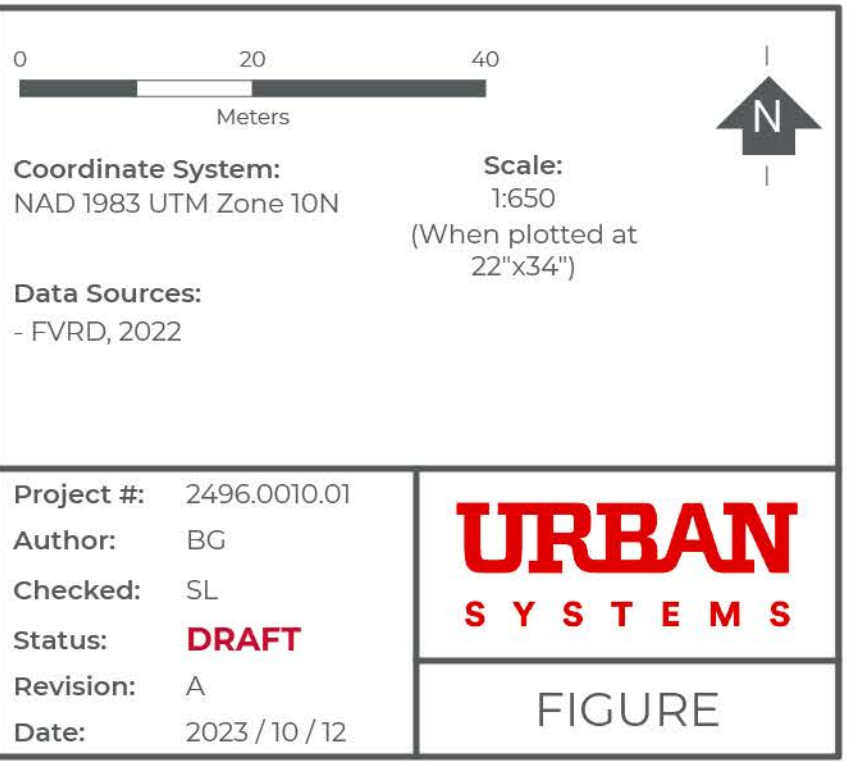 0 20 40
Meters
N
Coordinate System:
NAD 1983 UTM Zone 10N
Scale:
1:650
(When plotted at
22"x34")
Data Sources:
- FVRD, 2022
Project #: 2496.0010.01
Author: BG
Checked: SL
Status: DRAFT
Revision: A
Date: 2023 / 10 / 12
URBAN
SYSTEMS
FIGURE